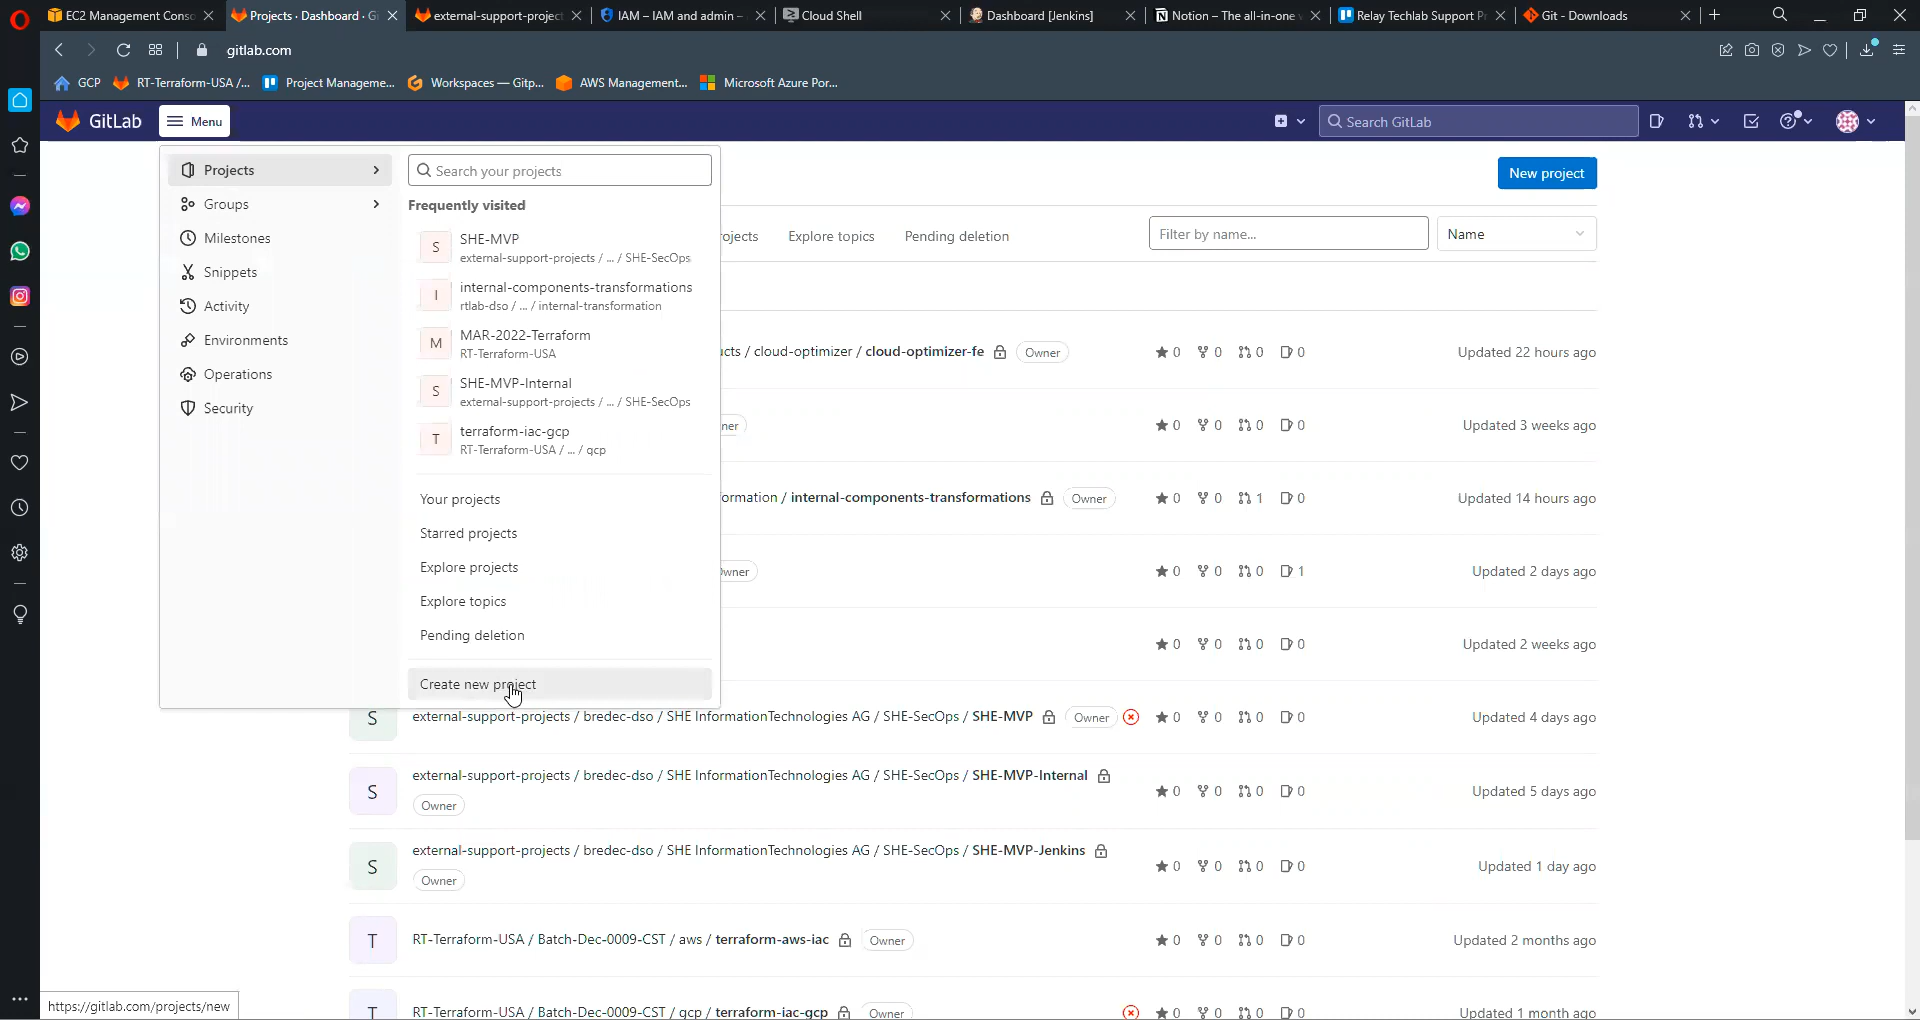 EC2 Management Conso
Projects · Dashboard · G
external-support-project
IAM – IAM and admin –
Cloud Shell
Dashboard [Jenkins]
Notion – The all-in-one
Relay Techlab Support P
Git - Downloads
gitlab.com
GCP
RT-Terraform-USA /...
Project Manageme...
Workspaces — Gitp...
AWS Management...
Microsoft Azure Por...
GitLab
Menu
Search GitLab
Projects
Groups
Milestones
Snippets
Activity
Environments
Operations
Security
Search your projects
Frequently visited
S SHE-MVP
external-support-projects / ... / SHE-SecOps
I internal-components-transformations
rtlab-dso / ... / internal-transformation
M MAR-2022-Terraform
RT-Terraform-USA
S SHE-MVP-Internal
external-support-projects / ... / SHE-SecOps
T terraform-iac-gcp
RT-Terraform-USA / ... / gcp
Your projects
Starred projects
Explore projects
Explore topics
Pending deletion
Create new project
New project
ojects Explore topics Pending deletion Filter by name... Name
ucts / cloud-optimizer / cloud-optimizer-fe Owner 0 0 0 0 Updated 22 hours ago
ner 0 0 0 0 Updated 3 weeks ago
ormation / internal-components-transformations Owner 0 0 1 0 Updated 14 hours ago
wner 0 0 0 1 Updated 2 days ago
0 0 0 0 Updated 2 weeks ago
S external-support-projects / bredec-dso / SHE InformationTechnologies AG / SHE-SecOps / SHE-MVP Owner 0 0 0 0 Updated 4 days ago
S external-support-projects / bredec-dso / SHE InformationTechnologies AG / SHE-SecOps / SHE-MVP-Internal
Owner 0 0 0 0 Updated 5 days ago
S external-support-projects / bredec-dso / SHE InformationTechnologies AG / SHE-SecOps / SHE-MVP-Jenkins
Owner 0 0 0 0 Updated 1 day ago
T RT-Terraform-USA / Batch-Dec-0009-CST / aws / terraform-aws-iac Owner 0 0 0 0 Updated 2 months ago
T RT-Terraform-USA / Batch-Dec-0009-CST / gcp / terraform-iac-gcp Owner 0 0 0 0 Updated 1 month ago
https://gitlab.com/projects/new